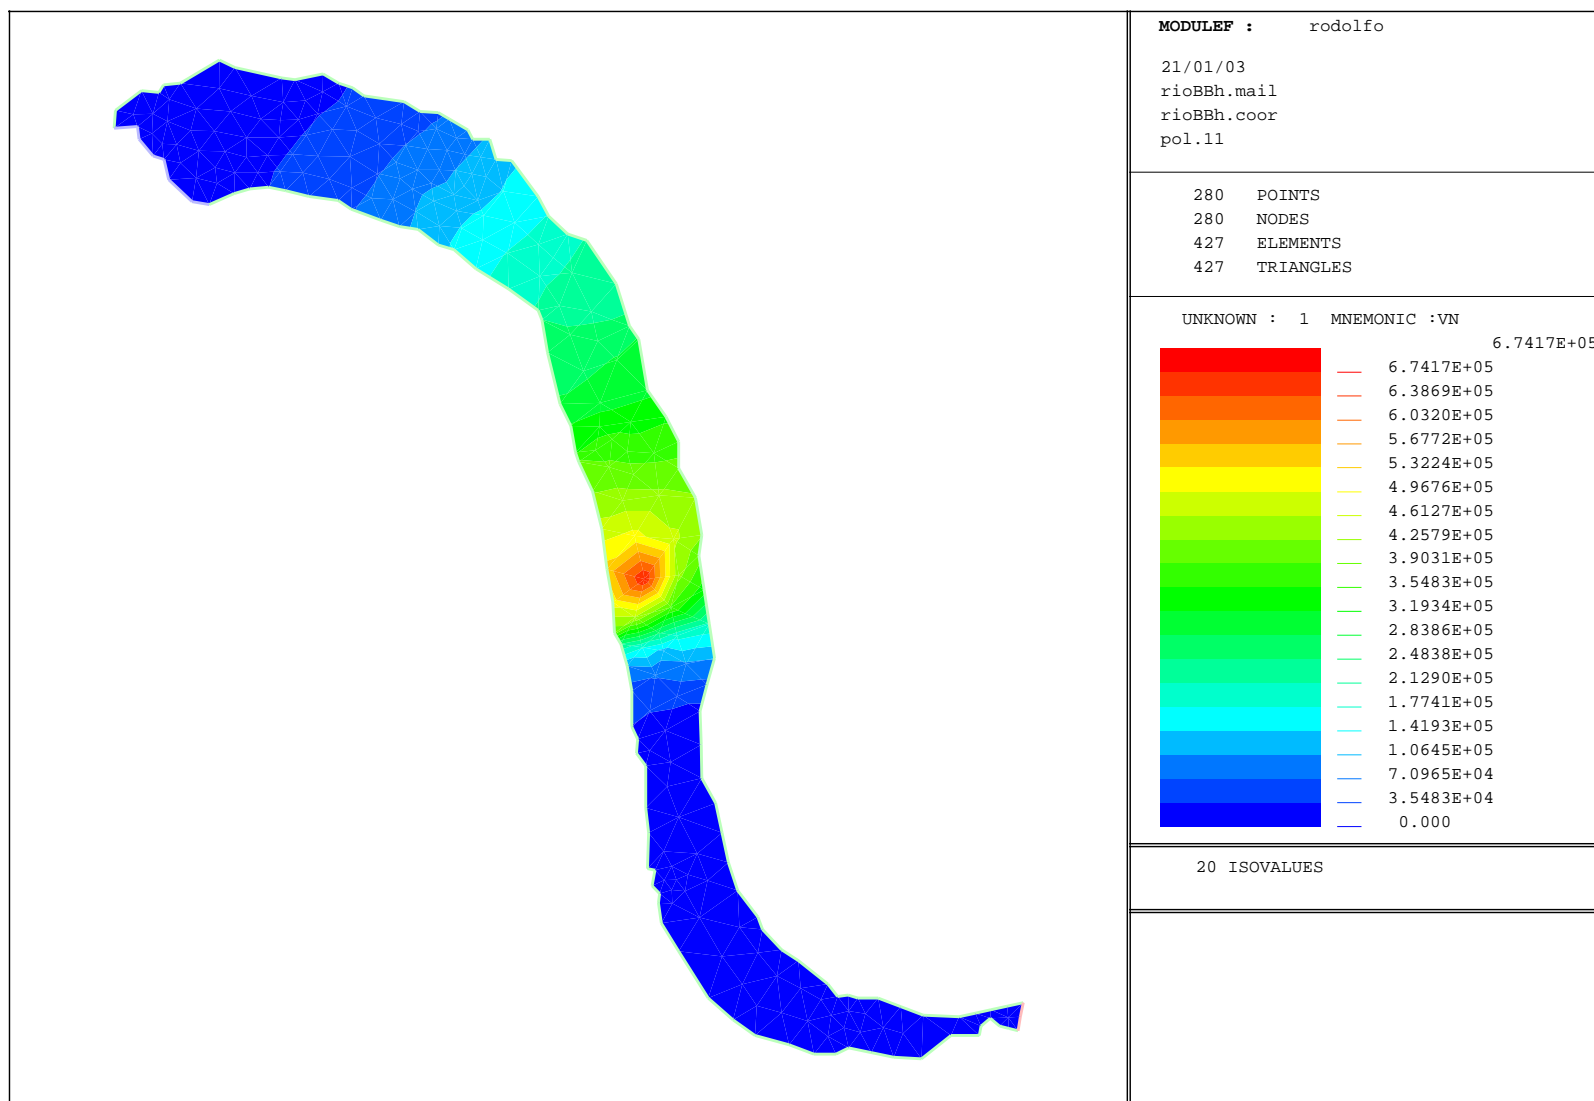 MODULEF : rodolfo
21/01/03
rioBBh.mail
rioBBh.coor
pol.11
280 POINTS
280 NODES
427 ELEMENTS
427 TRIANGLES
UNKNOWN : 1 MNEMONIC :VN
6.7417E+05
6.7417E+05
6.3869E+05
6.0320E+05
5.6772E+05
5.3224E+05
4.9676E+05
4.6127E+05
4.2579E+05
3.9031E+05
3.5483E+05
3.1934E+05
2.8386E+05
2.4838E+05
2.1290E+05
1.7741E+05
1.4193E+05
1.0645E+05
7.0965E+04
3.5483E+04
0.000
20 ISOVALUES